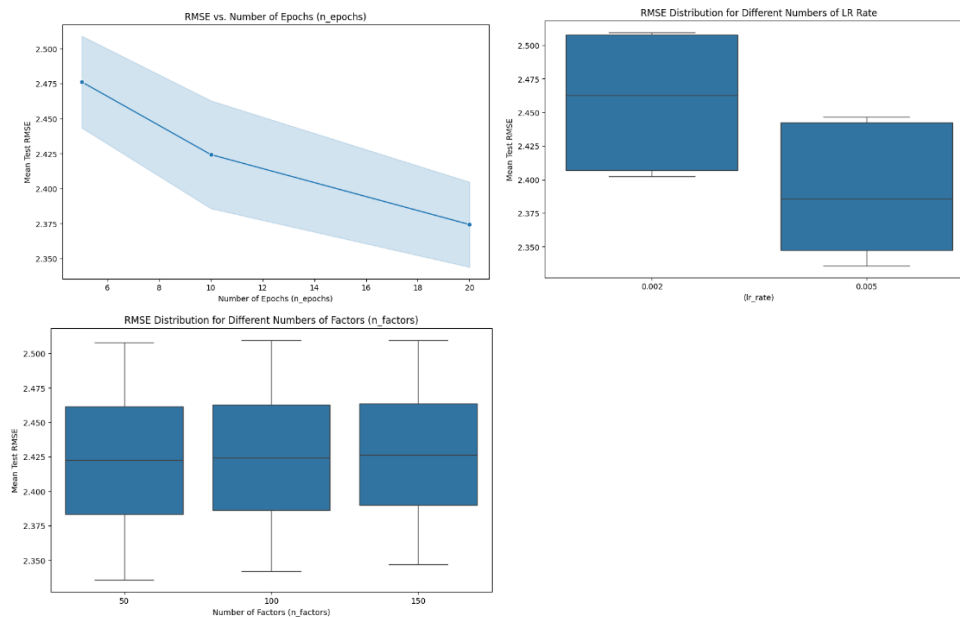 RMSE vs. Number of Epochs (n_epochs)
2.500
2.475
2.450
2.425
2.400
2.375
2.350
Mean Test RMSE
6 8 10 12 14 16 18 20
Number of Epochs (n_epochs)
RMSE Distribution for Different Numbers of LR Rate
2.500
2.475
2.450
2.425
2.400
2.375
2.350
Mean Test RMSE
0.002 0.005
(lr_rate)
RMSE Distribution for Different Numbers of Factors (n_factors)
2.500
2.475
2.450
2.425
2.400
2.375
2.350
Mean Test RMSE
50 100 150
Number of Factors (n_factors)